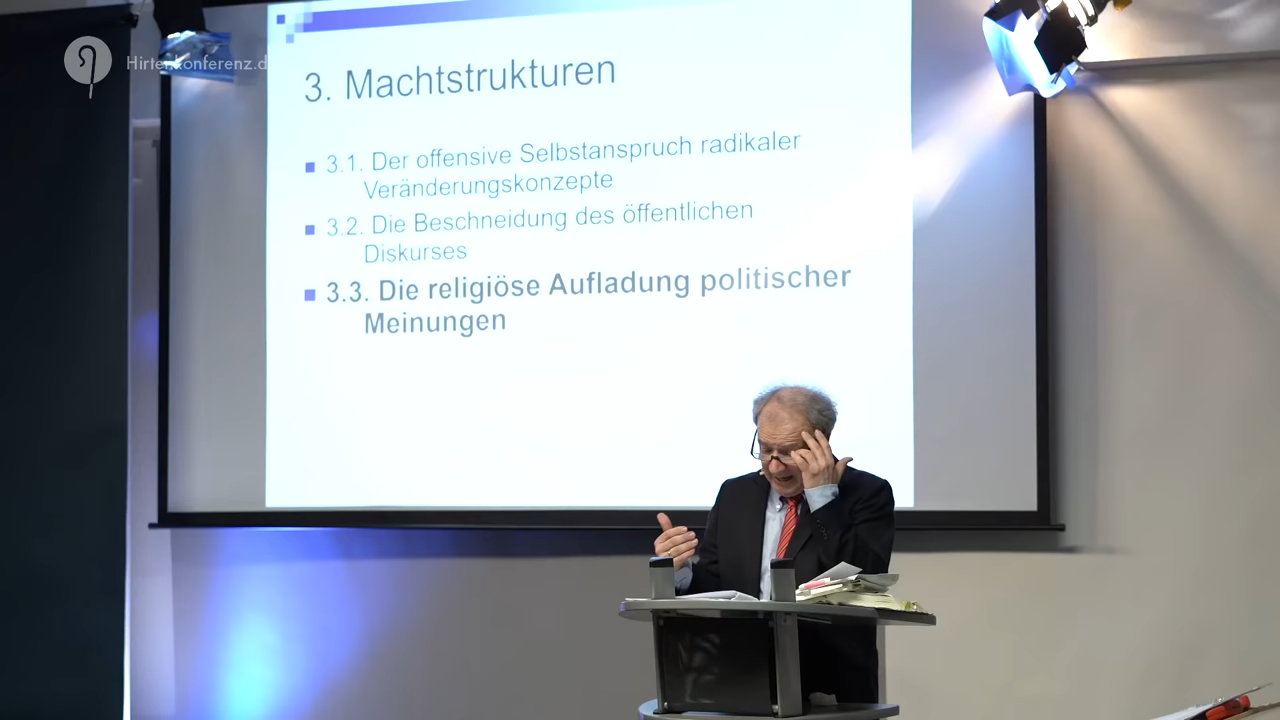 Hirtenkonferenz.d
3. Machtstrukturen
3.1. Der offensive Selbstanspruch radikaler
Veränderungskonzepte
3.2. Die Beschneidung des öffentlichen
Diskurses
3.3. Die religiöse Aufladung politischer
Meinungen